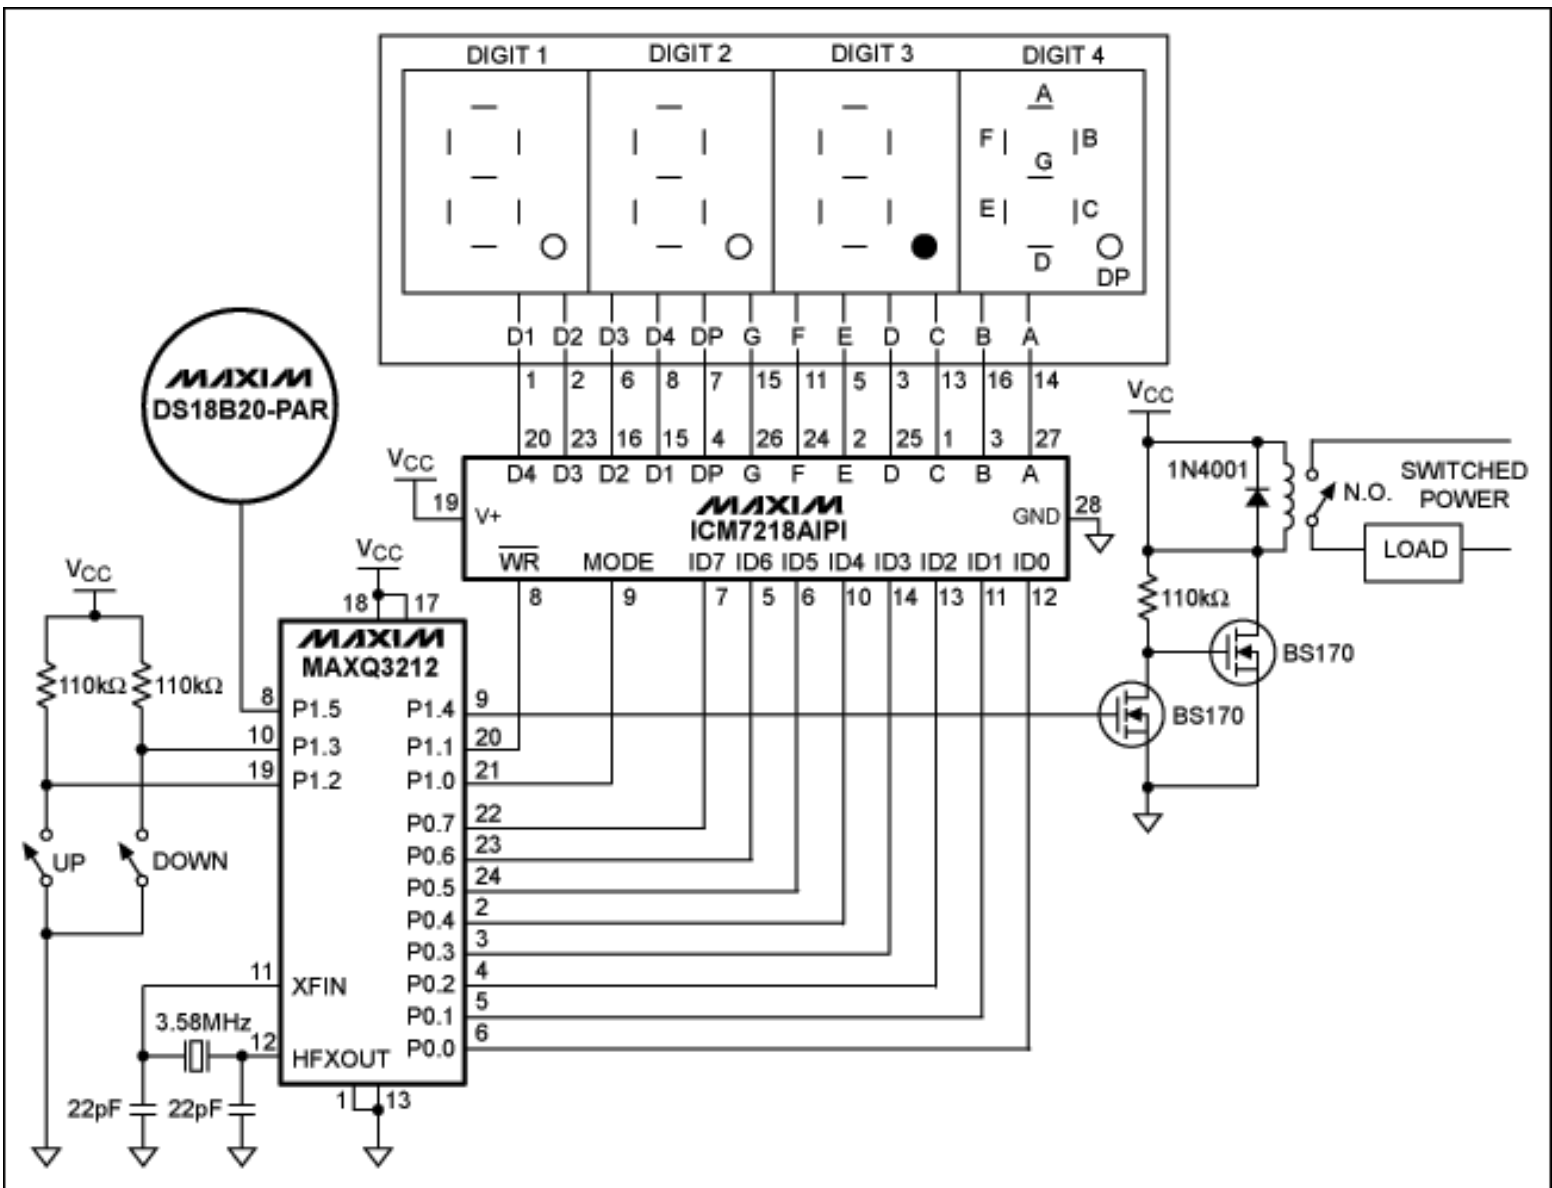 DIGIT 1 DIGIT 2 DIGIT 3 DIGIT 4
A
F B
G
E C
D
DP
D1 D2 D3 D4 DP G F E D C B A
1 2 6 8 7 15 11 5 3 13 16 14
20 23 16 15 4 26 24 2 25 1 3 27
MAXIM
DS18B20-PAR
VCC
19
D4 D3 D2 D1 DP G F E D C B A
V+
MAXIM
ICM7218AIPI
GND
28
WR MODE ID7 ID6 ID5 ID4 ID3 ID2 ID1 ID0
8 9 7 5 6 10 14 13 11 12
VCC
1N4001
N.O.
SWITCHED
POWER
LOAD
110kΩ
BS170
BS170
VCC
110kΩ 110kΩ
UP DOWN
VCC
18 17
MAXIM
MAXQ3212
8 P1.5 P1.4 9
10 P1.3 P1.1 20
19 P1.2 P1.0 21
P0.7 22
P0.6 23
P0.5 24
P0.4 2
P0.3 3
11 XFIN P0.2 4
P0.1 5
3.58MHz
12 HFXOUT P0.0 6
22pF 22pF
1 13